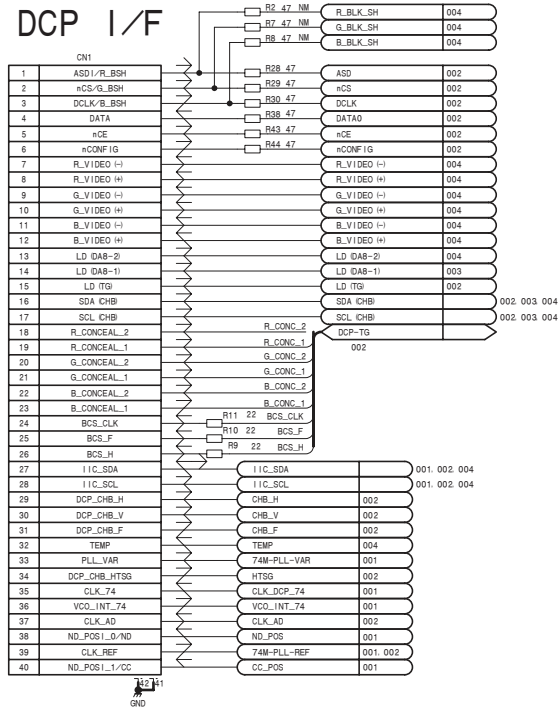 DCP I/F
R2 47 NM R_BLK_SH 004
R7 47 NM G_BLK_SH 004
R8 47 NM B_BLK_SH 004
CN1
1 ASDI/R_BSH R28 47 ASD 002
2 nCS/G_BSH R29 47 nCS 002
3 DCLK/B_BSH R30 47 DCLK 002
4 DATA R38 47 DATA0 002
5 nCE R43 47 nCE 002
6 nCONFIG R44 47 nCONFIG 002
7 R_VIDEO (-) R_VIDEO (-) 004
8 R_VIDEO (+) R_VIDEO (+) 004
9 G_VIDEO (-) G_VIDEO (-) 004
10 G_VIDEO (+) G_VIDEO (+) 004
11 B_VIDEO (-) B_VIDEO (-) 004
12 B_VIDEO (+) B_VIDEO (+) 004
13 LD (DA8-2) LD (DA8-2) 004
14 LD (DA8-1) LD (DA8-1) 003
15 LD (TG) LD (TG) 002
16 SDA (CHB) SDA (CHB) 002. 003. 004
17 SCL (CHB) SCL (CHB) 002. 003. 004
18 R_CONCEAL_2 R_CONC_2 DCP-TG
19 R_CONCEAL_1 R_CONC_1 002
20 G_CONCEAL_2 G_CONC_2
21 G_CONCEAL_1 G_CONC_1
22 B_CONCEAL_2 B_CONC_2
23 B_CONCEAL_1 B_CONC_1
24 BCS_CLK R11 22 BCS_CLK
25 BCS_F R10 22 BCS_F
26 BCS_H R9 22 BCS_H
27 IIC_SDA IIC_SDA 001. 002. 004
28 IIC_SCL IIC_SCL 001. 002. 004
29 DCP_CHB_H CHB_H 002
30 DCP_CHB_V CHB_V 002
31 DCP_CHB_F CHB_F 002
32 TEMP TEMP 004
33 PLL_VAR 74M-PLL-VAR 001
34 DCP_CHB_HTSG HTSG 002
35 CLK_74 CLK_DCP_74 001
36 VCO_INT_74 VCO_INT_74 001
37 CLK_AD CLK_AD 002
38 ND_POSI_0/ND ND_POS 001
39 CLK_REF 74M-PLL-REF 001. 002
40 ND_POSI_1/CC CC_POS 001
42 41
GND